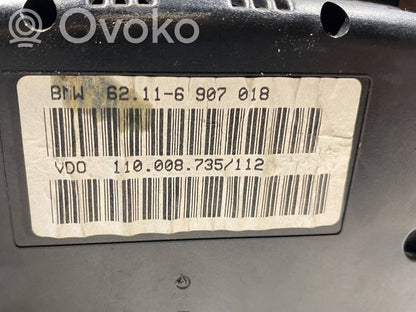 Ovoko
BMW 62.11-6 907 018
VDO 110.008.735/112